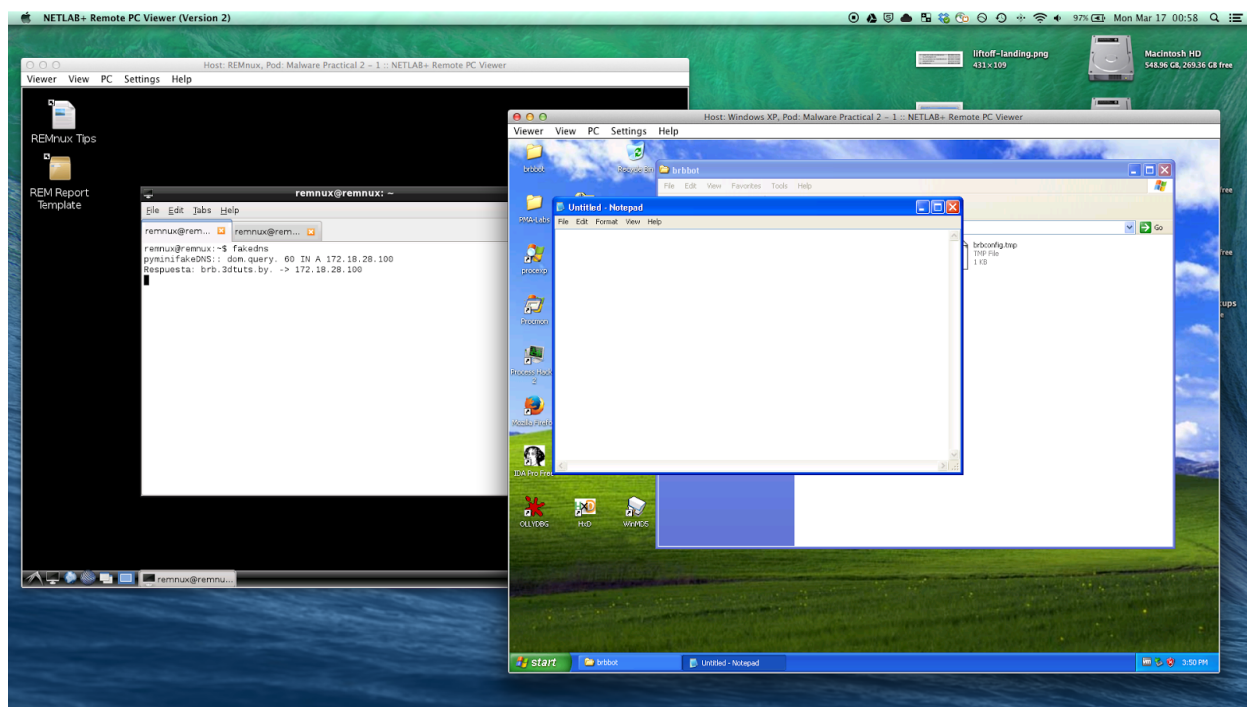 NETLAB+ Remote PC Viewer (Version 2)
97% Mon Mar 17 00:58
liftoff-landing.png
431×109
Macintosh HD
548.96 GB, 269.36 GB free
Host: REMnux, Pod: Malware Practical 2 – 1 :: NETLAB+ Remote PC Viewer
Viewer View PC Settings Help
REMnux Tips
REM Report
Template
remnux@remnux: ~
File Edit Tabs Help
remnux@rem... remnux@rem...
remnux@remnux:~$ fakedns
pyminifakeDNS:: dom.query. 60 IN A 172.18.28.100
Respuesta: brb.3dtuts.by. -> 172.18.28.100
remnux@remnu...
Host: Windows XP, Pod: Malware Practical 2 – 1 :: NETLAB+ Remote PC Viewer
Viewer View PC Settings Help
brbbot
Recycle Bin
PMA-Labs
procexp
Procmon
Process Hack
2
Mozilla Firefo
IDA Pro Free
OLLYDBG
HxD
WinMD5
brbbot
File Edit View Favorites Tools Help
Go
brbconfig.tmp
TMP File
1 KB
Untitled - Notepad
File Edit Format View Help
start
brbbot
Untitled - Notepad
3:50 PM
free
free
ups